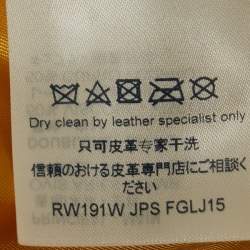 Dry clean by leather specialist only
只可皮革专家干洗
信頼のおける皮革専門店にご相談く
ださい
RW191W JPS FGLJ15